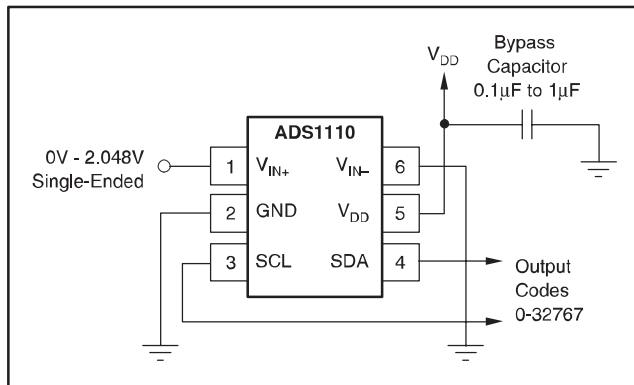 V_DD
Bypass
Capacitor
0.1μF to 1μF
ADS1110
0V - 2.048V
Single-Ended
1 V_IN+ V_IN– 6
2 GND V_DD 5
3 SCL SDA 4
Output
Codes
0-32767